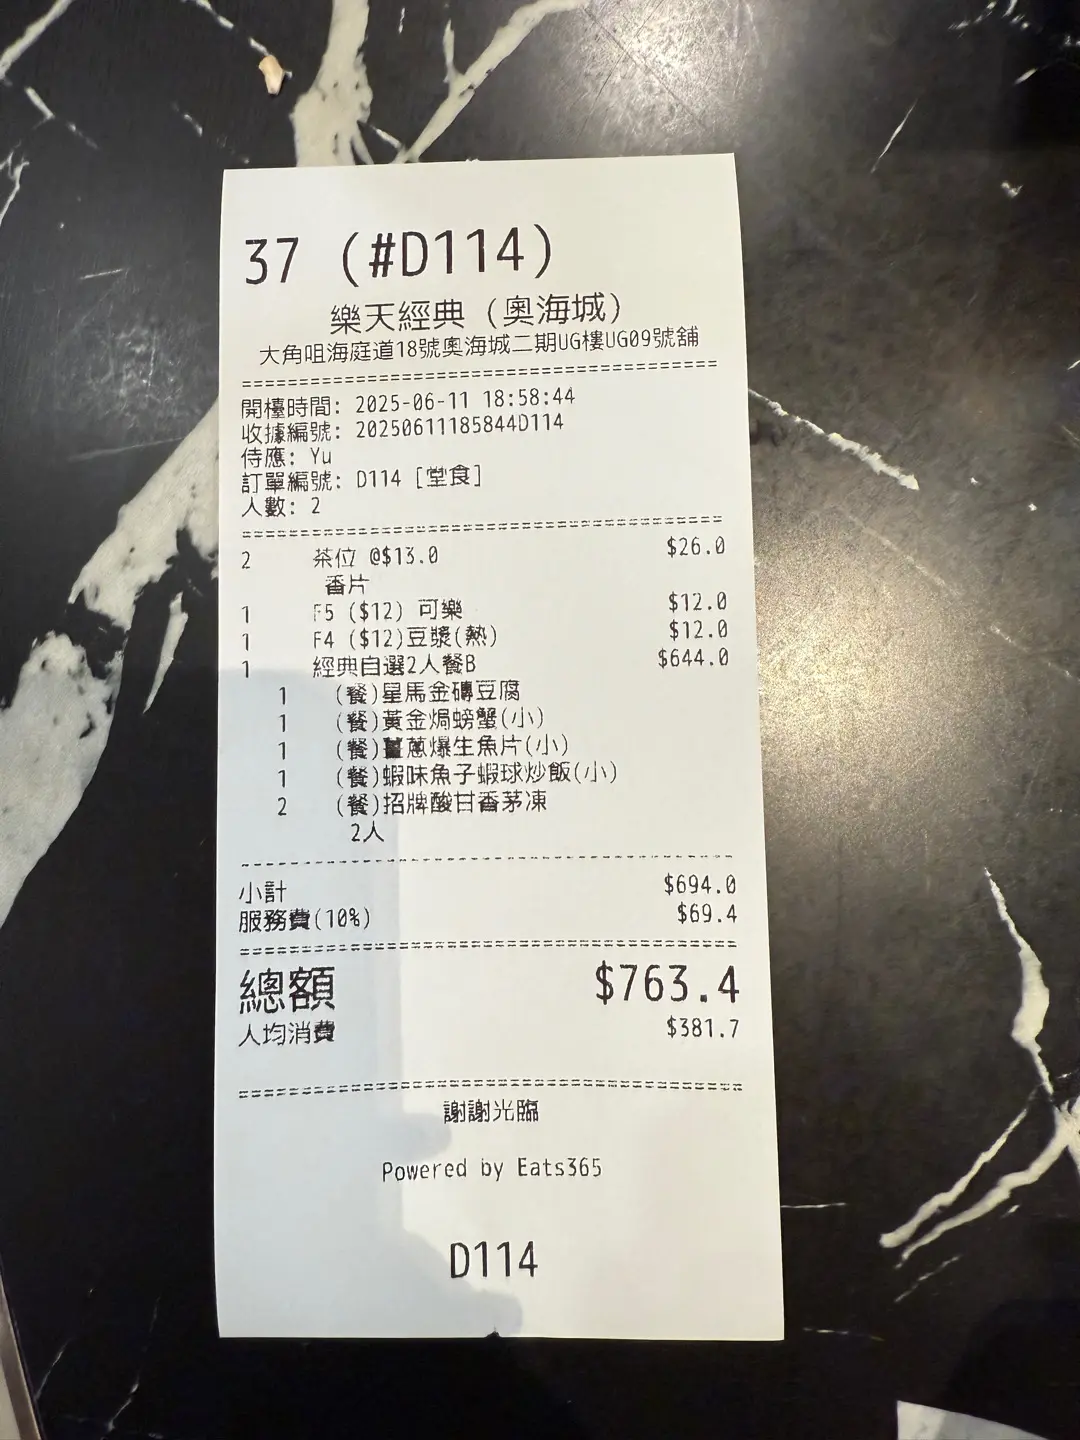 37 (#D114)
樂天經典 (奧海城)
大角咀海庭道18號奧海城二期UG樓UG09號舖
開檯時間: 2025-06-11 18:58:44
收據編號: 20250611185844D114
侍應: Yu
訂單編號: D114 [堂食]
人數: 2
2 茶位 @$13.0 $26.0
香片
1 F5 ($12) 可樂 $12.0
1 F4 ($12)豆漿(熱) $12.0
1 經典自選2人餐B $644.0
1 (餐)星馬金磚豆腐
1 (餐)黃金焗螃蟹(小)
1 (餐)薑蔥爆生魚片(小)
1 (餐)蝦味魚子蝦球炒飯(小)
2 (餐)招牌酸甘香茅凍
2人
小計 $694.0
服務費(10%) $69.4
總額 $763.4
人均消費 $381.7
謝謝光臨
Powered by Eats365
D114